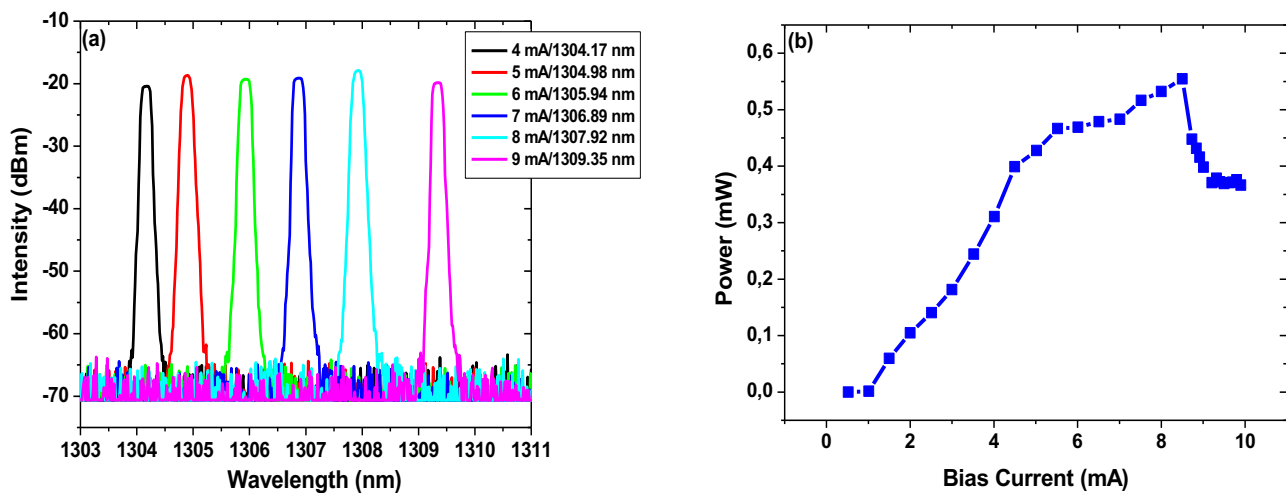 (a)
Intensity (dBm)
-10
-20
-30
-40
-50
-60
-70
4 mA/1304.17 nm
5 mA/1304.98 nm
6 mA/1305.94 nm
7 mA/1306.89 nm
8 mA/1307.92 nm
9 mA/1309.35 nm
1303 1304 1305 1306 1307 1308 1309 1310 1311
Wavelength (nm)
(b)
Power (mW)
0,6
0,5
0,4
0,3
0,2
0,1
0,0
0 2 4 6 8 10
Bias Current (mA)